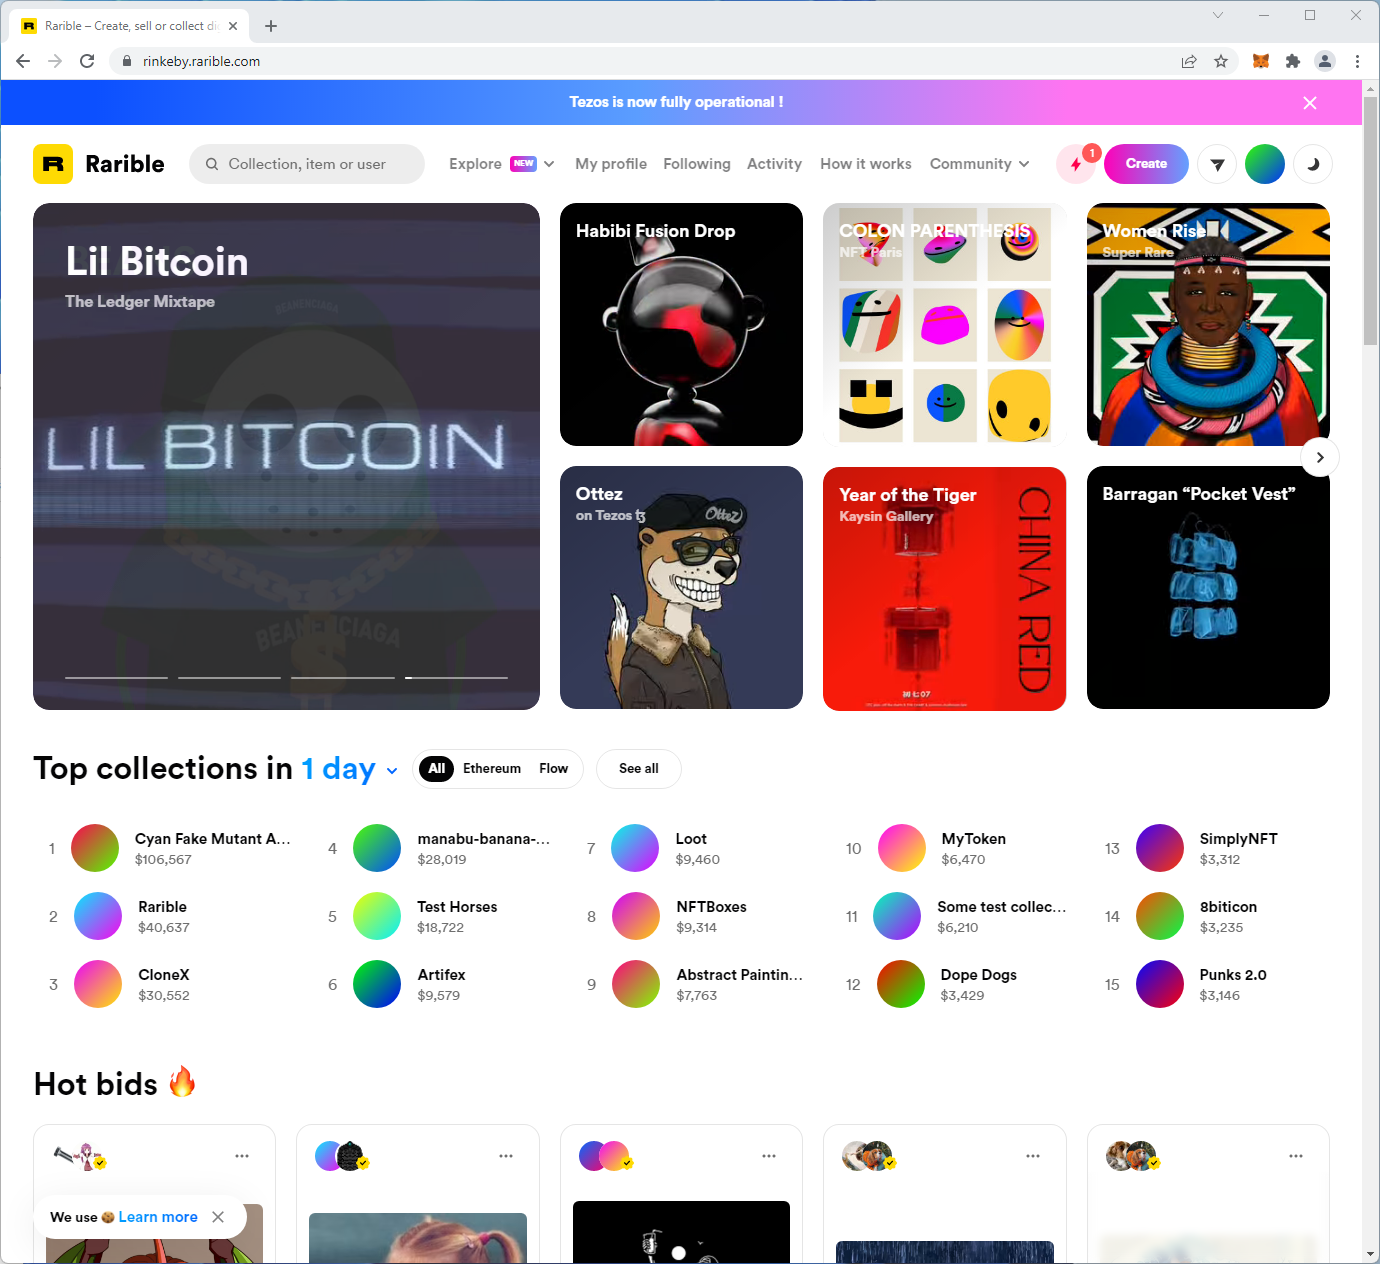 Rarible – Create, sell or collect di
rinkeby.rarible.com
Tezos is now fully operational !
R Rarible
Collection, item or user
Explore NEW
My profile
Following
Activity
How it works
Community
1
Create
Lil Bitcoin
The Ledger Mixtape
BEANENCIAGA
LIL BITCOIN
BEANENCIAGA
Habibi Fusion Drop
COLON PARENTHESIS
NFT Paris
Women Rise
Super Rare
Ottez
on Tezos ꜩ
Ottez
Year of the Tiger
Kaysin Gallery
CHINA RED
Barragan “Pocket Vest”
Top collections in 1 day
All Ethereum Flow
See all
1 Cyan Fake Mutant A...
$106,567
2 Rarible
$40,637
3 CloneX
$30,552
4 manabu-banana-...
$28,019
5 Test Horses
$18,722
6 Artifex
$9,579
7 Loot
$9,460
8 NFTBoxes
$9,314
9 Abstract Paintin...
$7,763
10 MyToken
$6,470
11 Some test collec...
$6,210
12 Dope Dogs
$3,429
13 SimplyNFT
$3,312
14 8biticon
$3,235
15 Punks 2.0
$3,146
Hot bids 🔥
We use 🍪 Learn more